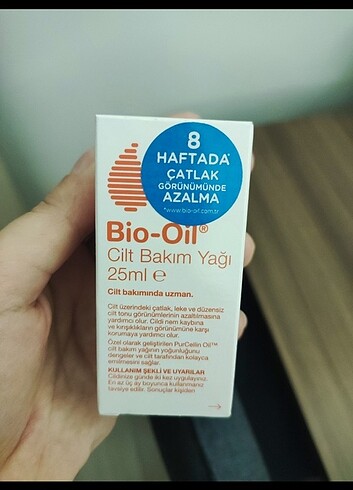 8
HAFTADA*
ÇATLAK
GÖRÜNÜMÜNDE
AZALMA
*www.bio-oil.com.tr
Bio-Oil®
Cilt Bakım Yağı
25ml ℮
Cilt bakımında uzman.
Cilt üzerindeki çatlak, leke ve düzensiz
cilt tonu görünümlerinin azaltılmasına
yardımcı olur. Cildi nem kaybına
ve kırışıklıkların görünümüne karşı
korumaya yardımcı olur.
Özel olarak geliştirilen PurCellin Oil™
cilt bakım yağının yoğunluğunu
dengeler ve cilt tarafından kolayca
emilmesini sağlar.
KULLANIM ŞEKLİ VE UYARILAR
Cildinize günde iki kez uygulayınız.
En az üç ay boyunca kullanmanız
tavsiye edilir. Sonuçlar kişiden